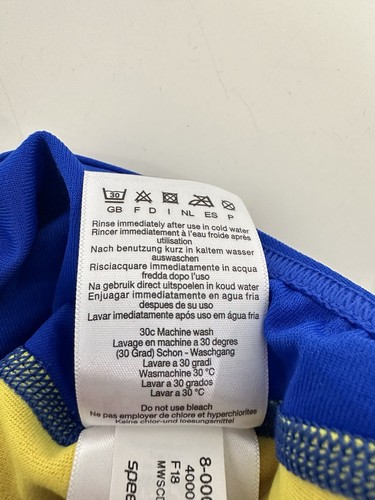 30
GB F D I NL ES P
Rinse immediately after use in cold water
Rincer immediatement à l'eau froide après
utilisation
Nach benutzung kurz in kaltem wasser
auswaschen
Risciacquare immediatamente in acqua
fredda dopo l'uso
Na gebruik direct uitspoelen in koud water
Enjuagar immediamente en agua fria
despues de su uso
Lavar imediatamente após uso em água fria
30c Machine wash
Lavage en machine a 30 degres
(30 Grad) Schon - Waschgang
Lavare a 30 gradi
Wasmachine 30 °C
Lavar a 30 grados
Lavar a 30 °C
Do not use bleach
Ne pas employer de chlore et hyperchlorites
Keine chlor-und loesungsmittel
8-000
4000
F18
MWSCD
spee